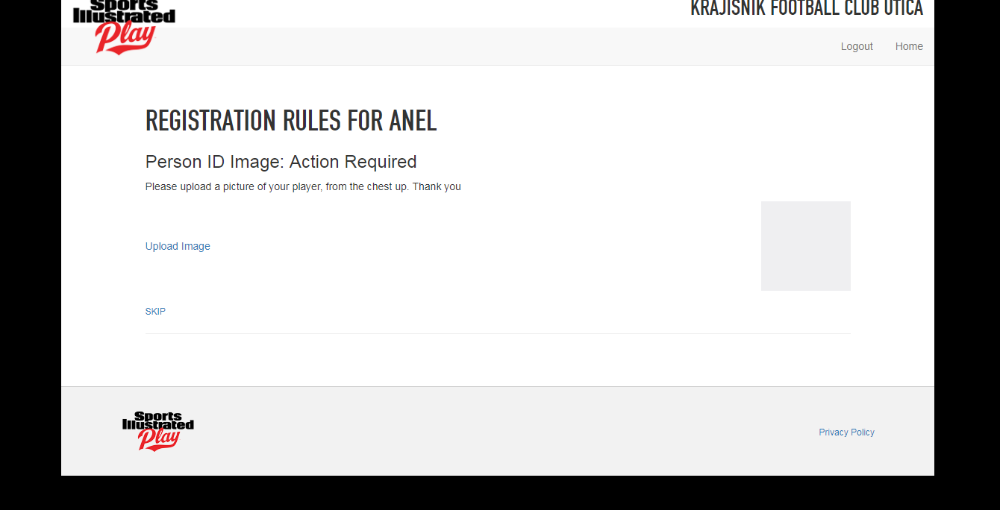 Sports
Illustrated
Play
KRAJISNIK FOOTBALL CLUB UTICA
Logout Home
REGISTRATION RULES FOR ANEL
Person ID Image: Action Required
Please upload a picture of your player, from the chest up. Thank you
Upload Image
SKIP
Sports
Illustrated
Play
Privacy Policy